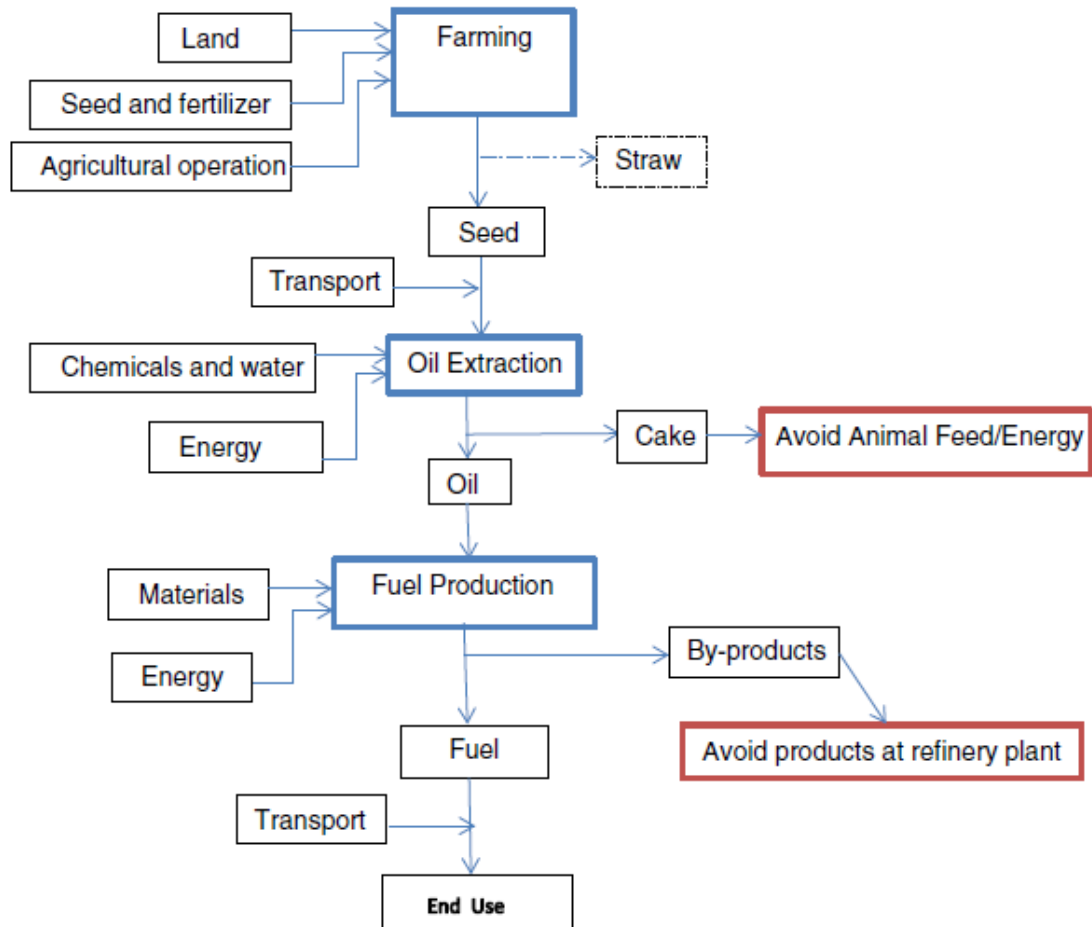 Land
Farming
Seed and fertilizer
Agricultural operation
Straw
Seed
Transport
Chemicals and water
Oil Extraction
Energy
Cake
Avoid Animal Feed/Energy
Oil
Materials
Fuel Production
Energy
By-products
Fuel
Avoid products at refinery plant
Transport
End Use